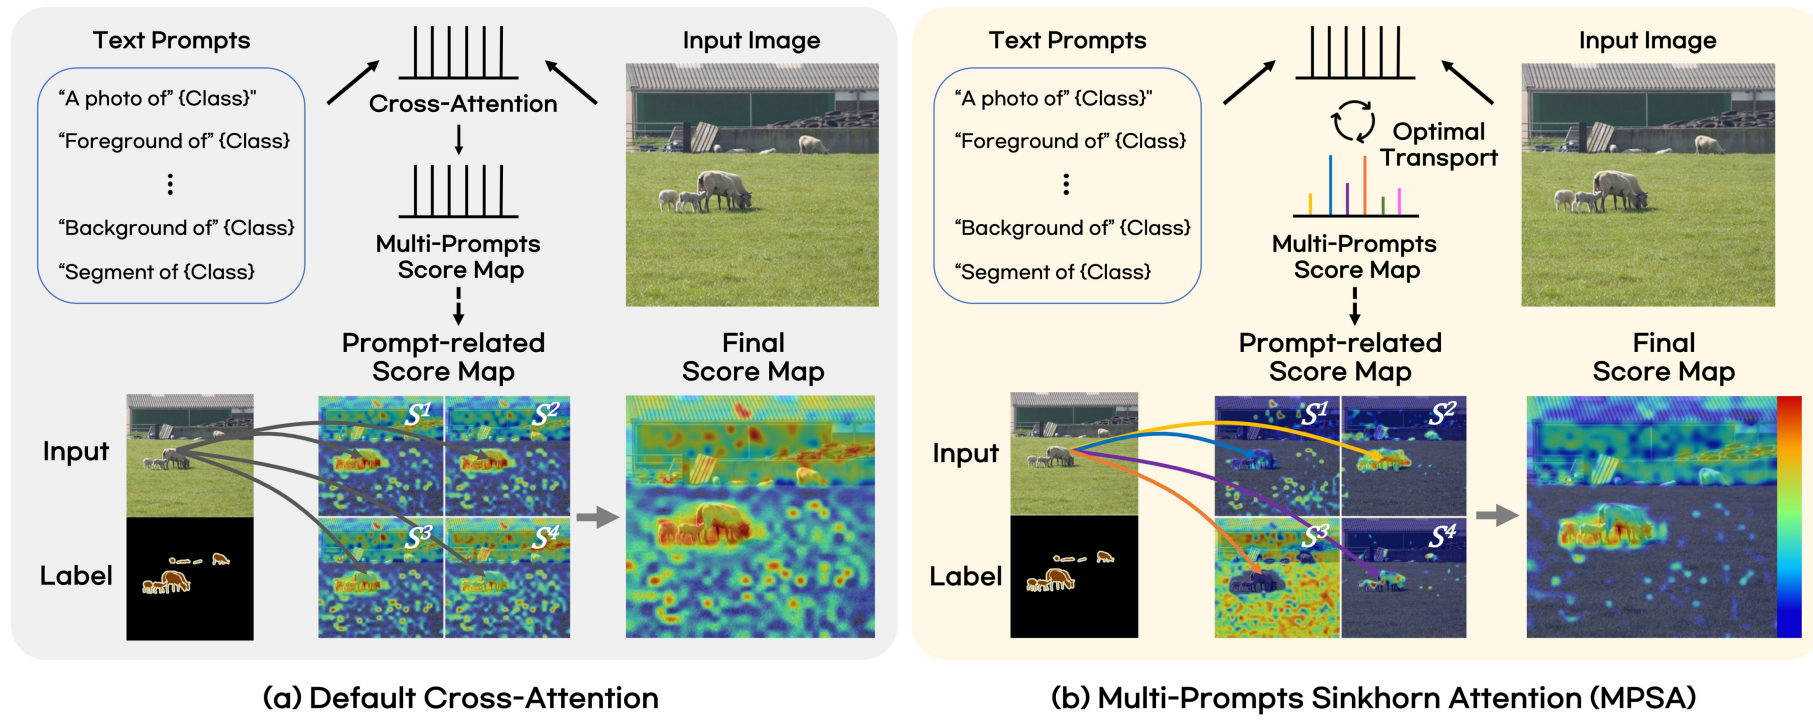 Text Prompts
“A photo of” {Class}"
“Foreground of” {Class}
⋮
“Background of” {Class}
“Segment of {Class}
Cross-Attention
Multi-Prompts
Score Map
Input Image
Prompt-related
Score Map
Final
Score Map
Input
Label
S¹
S²
S³
S⁴
(a) Default Cross-Attention
Text Prompts
“A photo of” {Class}"
“Foreground of” {Class}
⋮
“Background of” {Class}
“Segment of {Class}
Optimal
Transport
Multi-Prompts
Score Map
Input Image
Prompt-related
Score Map
Final
Score Map
Input
Label
S¹
S²
S³
S⁴
(b) Multi-Prompts Sinkhorn Attention (MPSA)